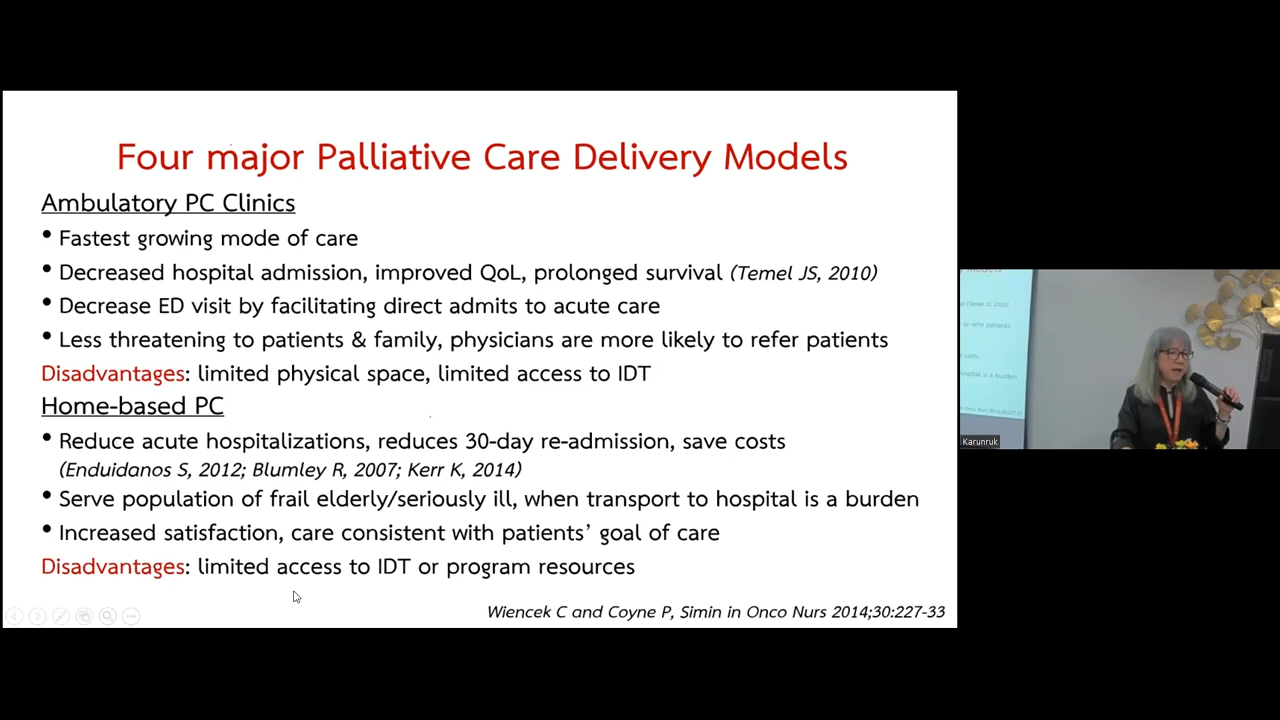 Four major Palliative Care Delivery Models
Ambulatory PC Clinics
• Fastest growing mode of care
• Decreased hospital admission, improved QoL, prolonged survival (Temel JS, 2010)
• Decrease ED visit by facilitating direct admits to acute care
• Less threatening to patients & family, physicians are more likely to refer patients
Disadvantages: limited physical space, limited access to IDT
Home-based PC
• Reduce acute hospitalizations, reduces 30-day re-admission, save costs
(Enduidanos S, 2012; Blumley R, 2007; Kerr K, 2014)
• Serve population of frail elderly/seriously ill, when transport to hospital is a burden
• Increased satisfaction, care consistent with patients’ goal of care
Disadvantages: limited access to IDT or program resources
Wiencek C and Coyne P, Simin in Onco Nurs 2014;30:227-33
to refer patients
hospital is a burden
Karunruk